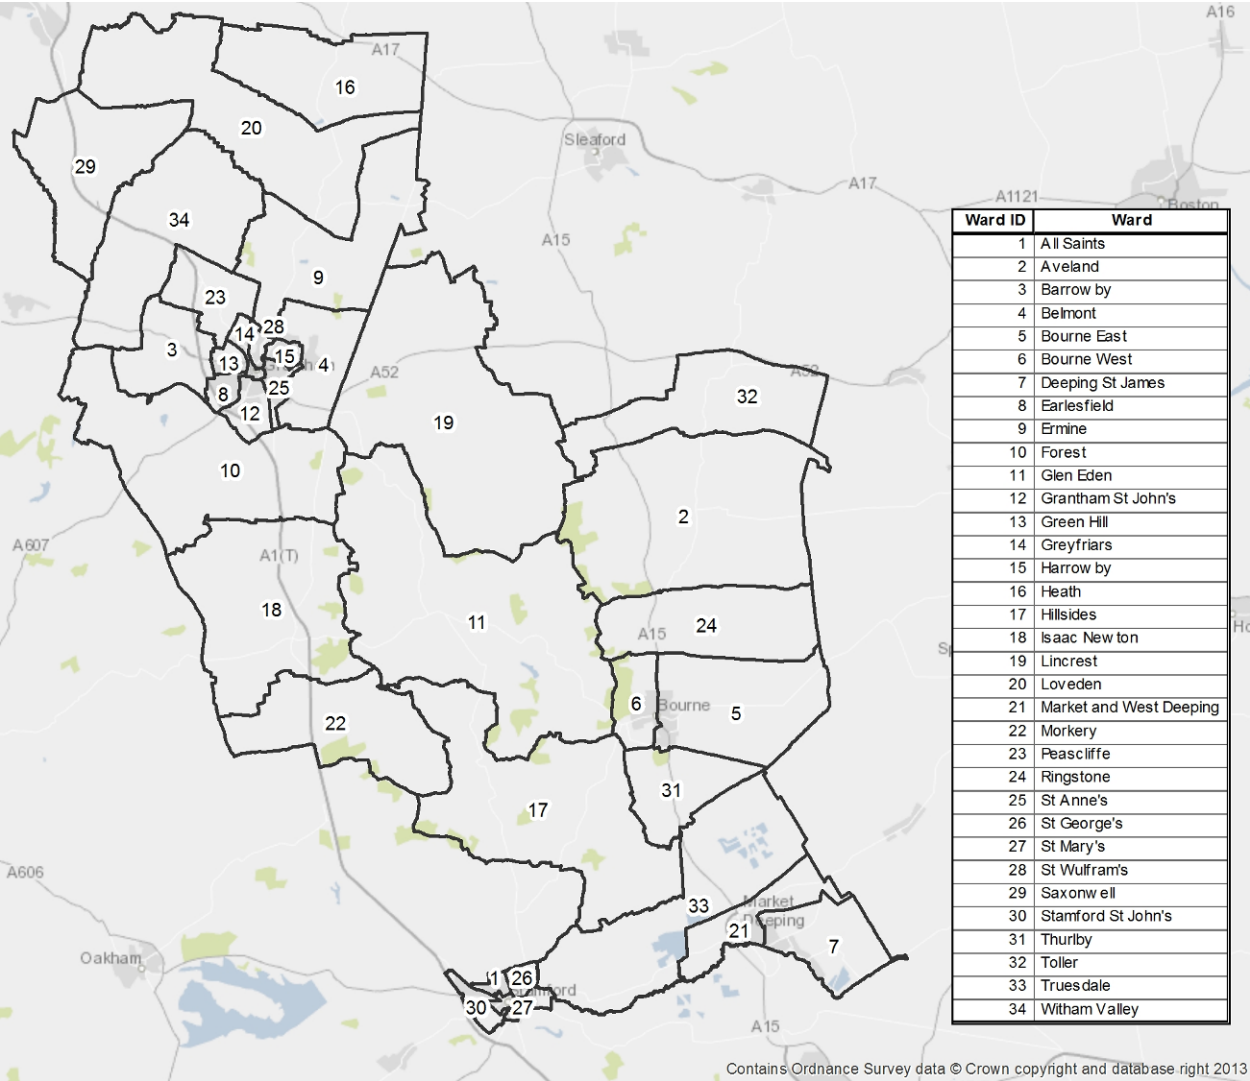 A16
A17
16
20
Sleaford
29
A17
A1121
Boston
34
A15
9
23
28
14
3
13
15
4
A52
A52
8
25
12
32
19
10
2
A607
A1(T)
18
11
24
A15
6
Bourne
5
22
31
17
A606
33
Market
Deeping
21
7
Oakham
1
26
30
27
A15
Ward ID Ward
1 All Saints
2 Aveland
3 Barrowby
4 Belmont
5 Bourne East
6 Bourne West
7 Deeping St James
8 Earlesfield
9 Ermine
10 Forest
11 Glen Eden
12 Grantham St John's
13 Green Hill
14 Greyfriars
15 Harrowby
16 Heath
17 Hillsides
18 Isaac Newton
19 Lincrest
20 Loveden
21 Market and West Deeping
22 Morkery
23 Peascliffe
24 Ringstone
25 St Anne's
26 St George's
27 St Mary's
28 St Wulfram's
29 Saxonwell
30 Stamford St John's
31 Thurlby
32 Toller
33 Truesdale
34 Witham Valley
Contains Ordnance Survey data © Crown copyright and database right 2013